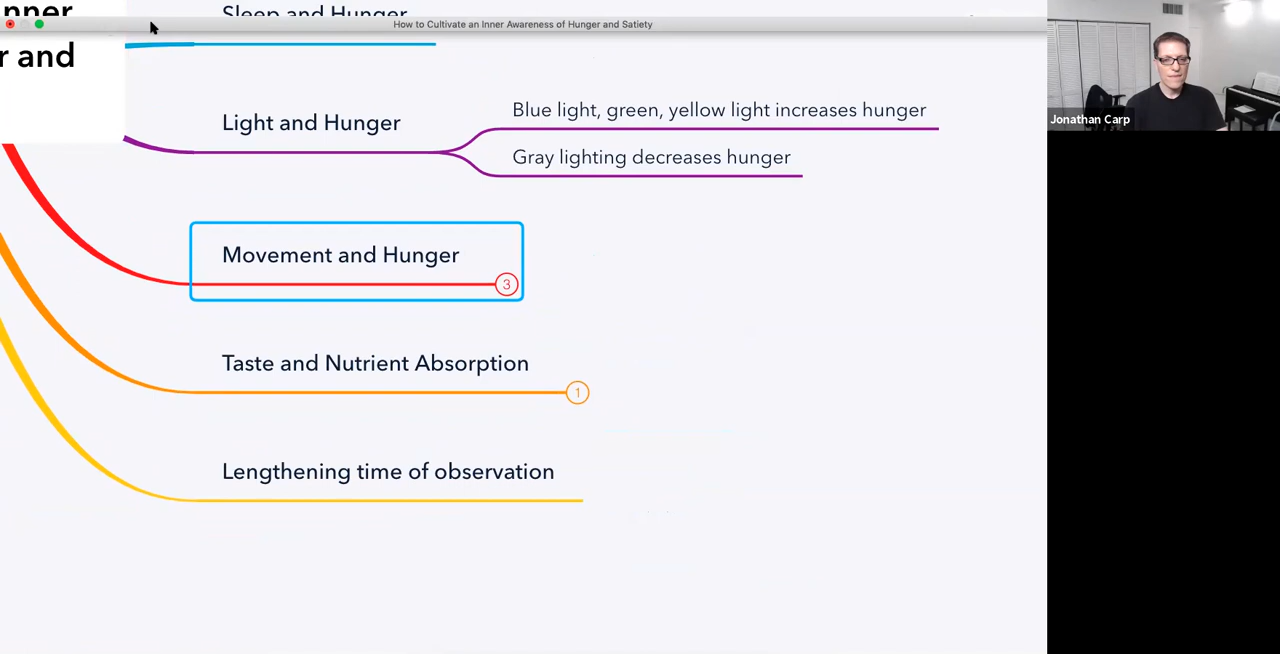 inner
Sleep and Hunger
How to Cultivate an Inner Awareness of Hunger and Satiety
r and
Light and Hunger
Blue light, green, yellow light increases hunger
Gray lighting decreases hunger
Jonathan Carp
Movement and Hunger
3
Taste and Nutrient Absorption
1
Lengthening time of observation